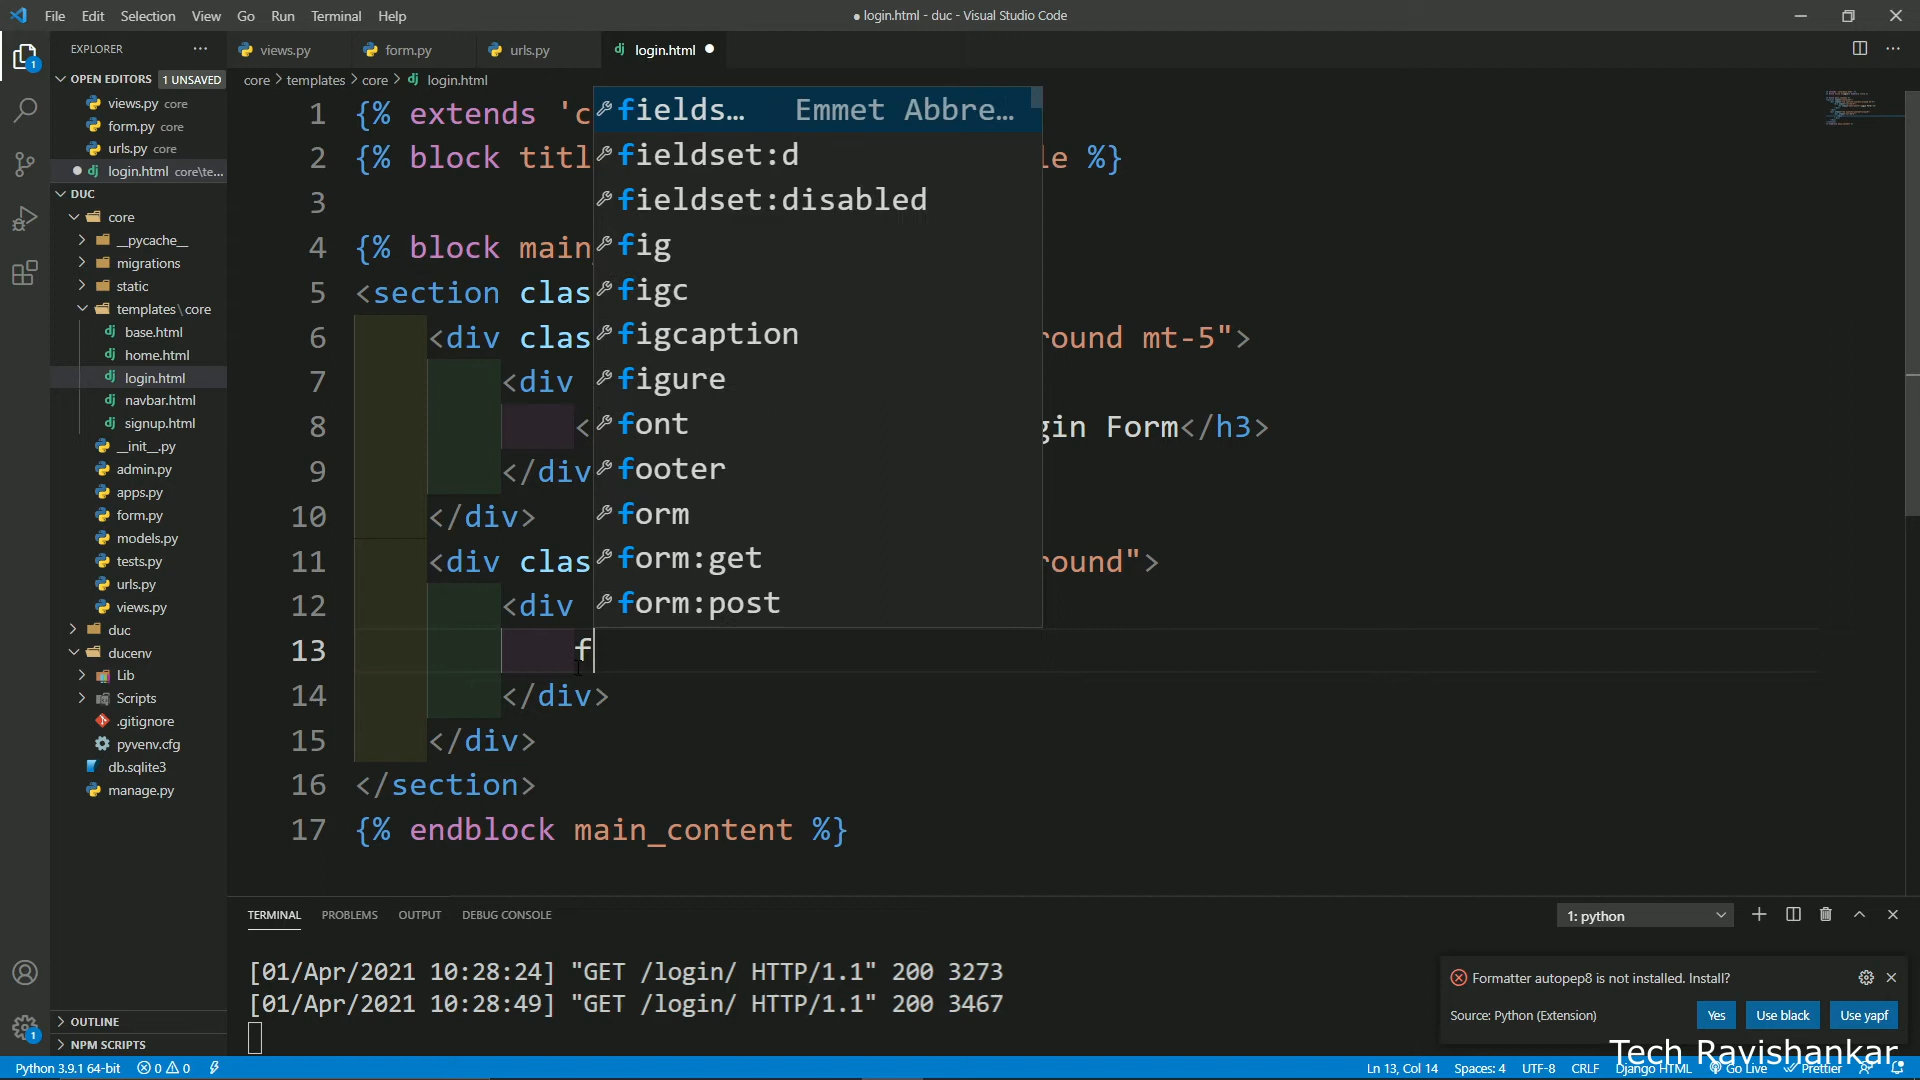 File Edit Selection View Go Run Terminal Help
● login.html - duc - Visual Studio Code
EXPLORER
views.py
form.py
urls.py
login.html
OPEN EDITORS 1 UNSAVED
core > templates > core > login.html
views.py core
form.py core
urls.py core
login.html core\te...
DUC
core
__pycache__
migrations
static
templates\core
base.html
home.html
login.html
navbar.html
signup.html
__init__.py
admin.py
apps.py
form.py
models.py
tests.py
urls.py
views.py
duc
ducenv
Lib
Scripts
.gitignore
pyvenv.cfg
db.sqlite3
manage.py
OUTLINE
NPM SCRIPTS
1 {% extends 'c
2 {% block titl le %}
3
4 {% block main
5 <section clas
6 <div clas round mt-5">
7 <div
8 < gin Form</h3>
9 </div
10 </div>
11 <div clas round">
12 <div
13 f
14 </div>
15 </div>
16 </section>
17 {% endblock main_content %}
fields... Emmet Abbre...
fieldset:d
fieldset:disabled
fig
figc
figcaption
figure
font
footer
form
form:get
form:post
TERMINAL PROBLEMS OUTPUT DEBUG CONSOLE
1: python
[01/Apr/2021 10:28:24] "GET /login/ HTTP/1.1" 200 3273
[01/Apr/2021 10:28:49] "GET /login/ HTTP/1.1" 200 3467
Formatter autopep8 is not installed. Install?
Source: Python (Extension)
Yes
Use black
Use yapf
Tech Ravishankar
Python 3.9.1 64-bit 0 0
Ln 13, Col 14 Spaces: 4 UTF-8 CRLF Django HTML Go Live Prettier